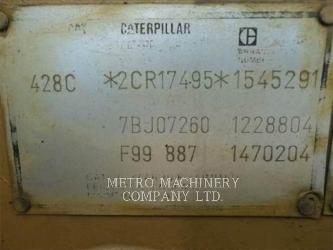 CATERPILLAR
428C *2CR17495*1545291
7BJ07260 1228804
F99 887 1470204
METRO MACHINERY
COMPANY LTD.